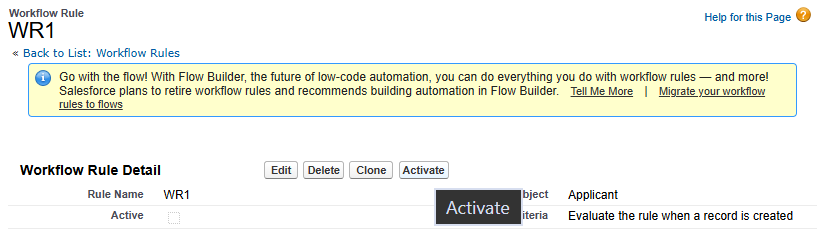 Workflow Rule
WR1
Help for this Page
« Back to List: Workflow Rules
Go with the flow! With Flow Builder, the future of low-code automation, you can do everything you do with workflow rules — and more!
Salesforce plans to retire workflow rules and recommends building automation in Flow Builder. Tell Me More | Migrate your workflow
rules to flows
Workflow Rule Detail Edit Delete Clone Activate
Rule Name WR1 Applicant
Activate
Active Evaluate the rule when a record is created